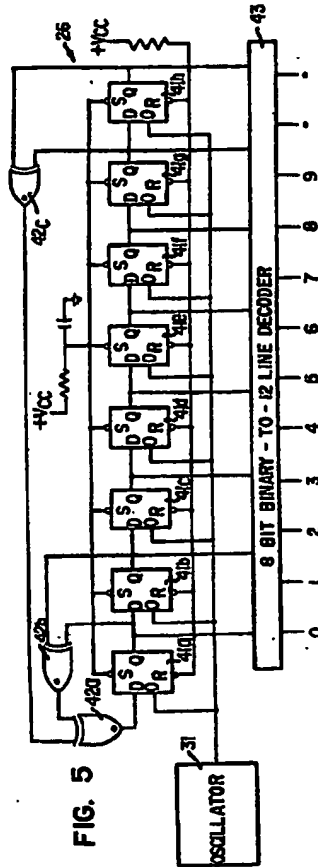 26
+VCC
43
42C
+VCC
42b
42a
S Q
D O R
41a
S Q
D O R
41b
S Q
D O R
41c
S Q
D O R
41d
S Q
D O R
41e
S Q
D O R
41f
S Q
D O R
41g
S Q
D O R
41h
FIG. 5
31
OSCILLATOR
8 BIT BINARY - TO - 12 LINE DECODER
0 1 2 3 4 5 6 7 8 9